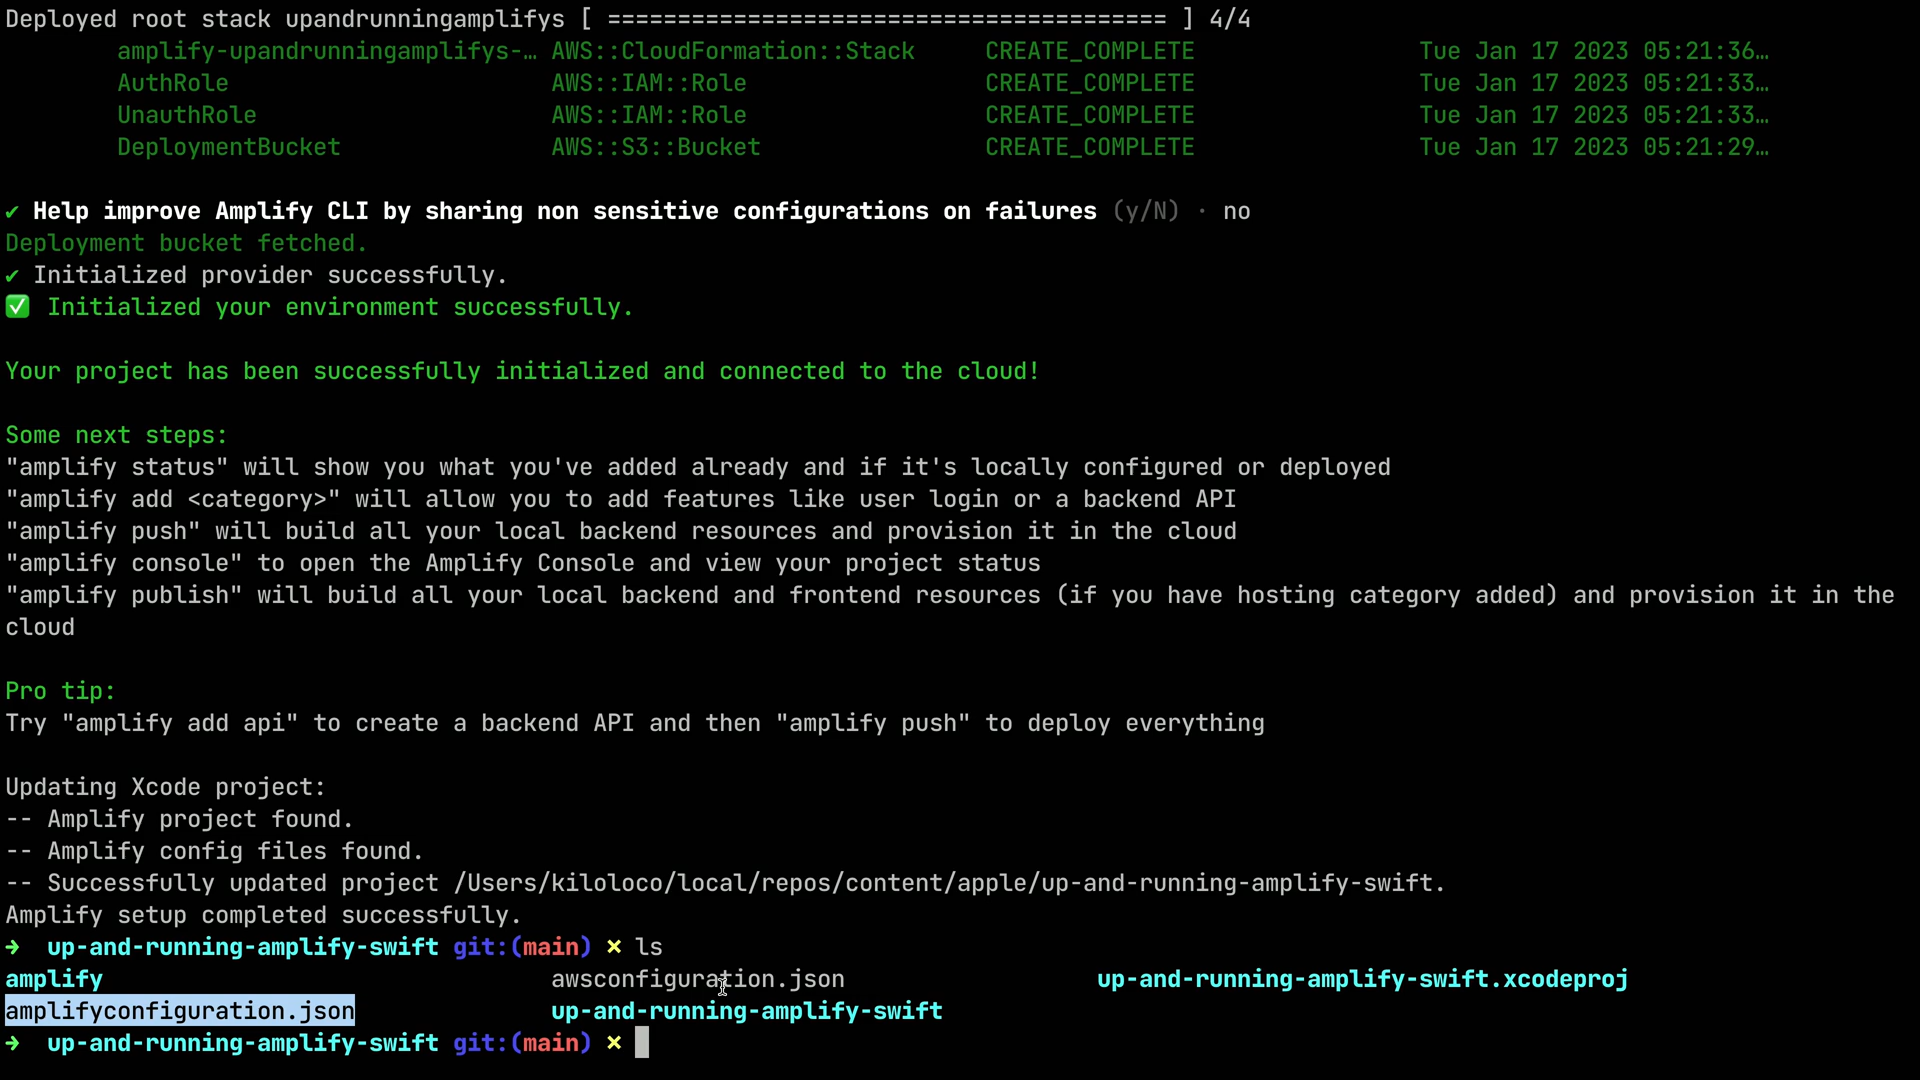 Deployed root stack upandrunningamplifys [ ======================================== ] 4/4
amplify-upandrunningamplifys-… AWS::CloudFormation::Stack CREATE_COMPLETE Tue Jan 17 2023 05:21:36…
AuthRole AWS::IAM::Role CREATE_COMPLETE Tue Jan 17 2023 05:21:33…
UnauthRole AWS::IAM::Role CREATE_COMPLETE Tue Jan 17 2023 05:21:33…
DeploymentBucket AWS::S3::Bucket CREATE_COMPLETE Tue Jan 17 2023 05:21:29…
✔ Help improve Amplify CLI by sharing non sensitive configurations on failures (y/N) · no
Deployment bucket fetched.
✔ Initialized provider successfully.
✅ Initialized your environment successfully.
Your project has been successfully initialized and connected to the cloud!
Some next steps:
"amplify status" will show you what you've added already and if it's locally configured or deployed
"amplify add <category>" will allow you to add features like user login or a backend API
"amplify push" will build all your local backend resources and provision it in the cloud
"amplify console" to open the Amplify Console and view your project status
"amplify publish" will build all your local backend and frontend resources (if you have hosting category added) and provision it in the
cloud
Pro tip:
Try "amplify add api" to create a backend API and then "amplify push" to deploy everything
Updating Xcode project:
-- Amplify project found.
-- Amplify config files found.
-- Successfully updated project /Users/kiloloco/local/repos/content/apple/up-and-running-amplify-swift.
Amplify setup completed successfully.
➜ up-and-running-amplify-swift git:(main) ✗ ls
amplify awsconfiguration.json up-and-running-amplify-swift.xcodeproj
amplifyconfiguration.json up-and-running-amplify-swift
➜ up-and-running-amplify-swift git:(main) ✗